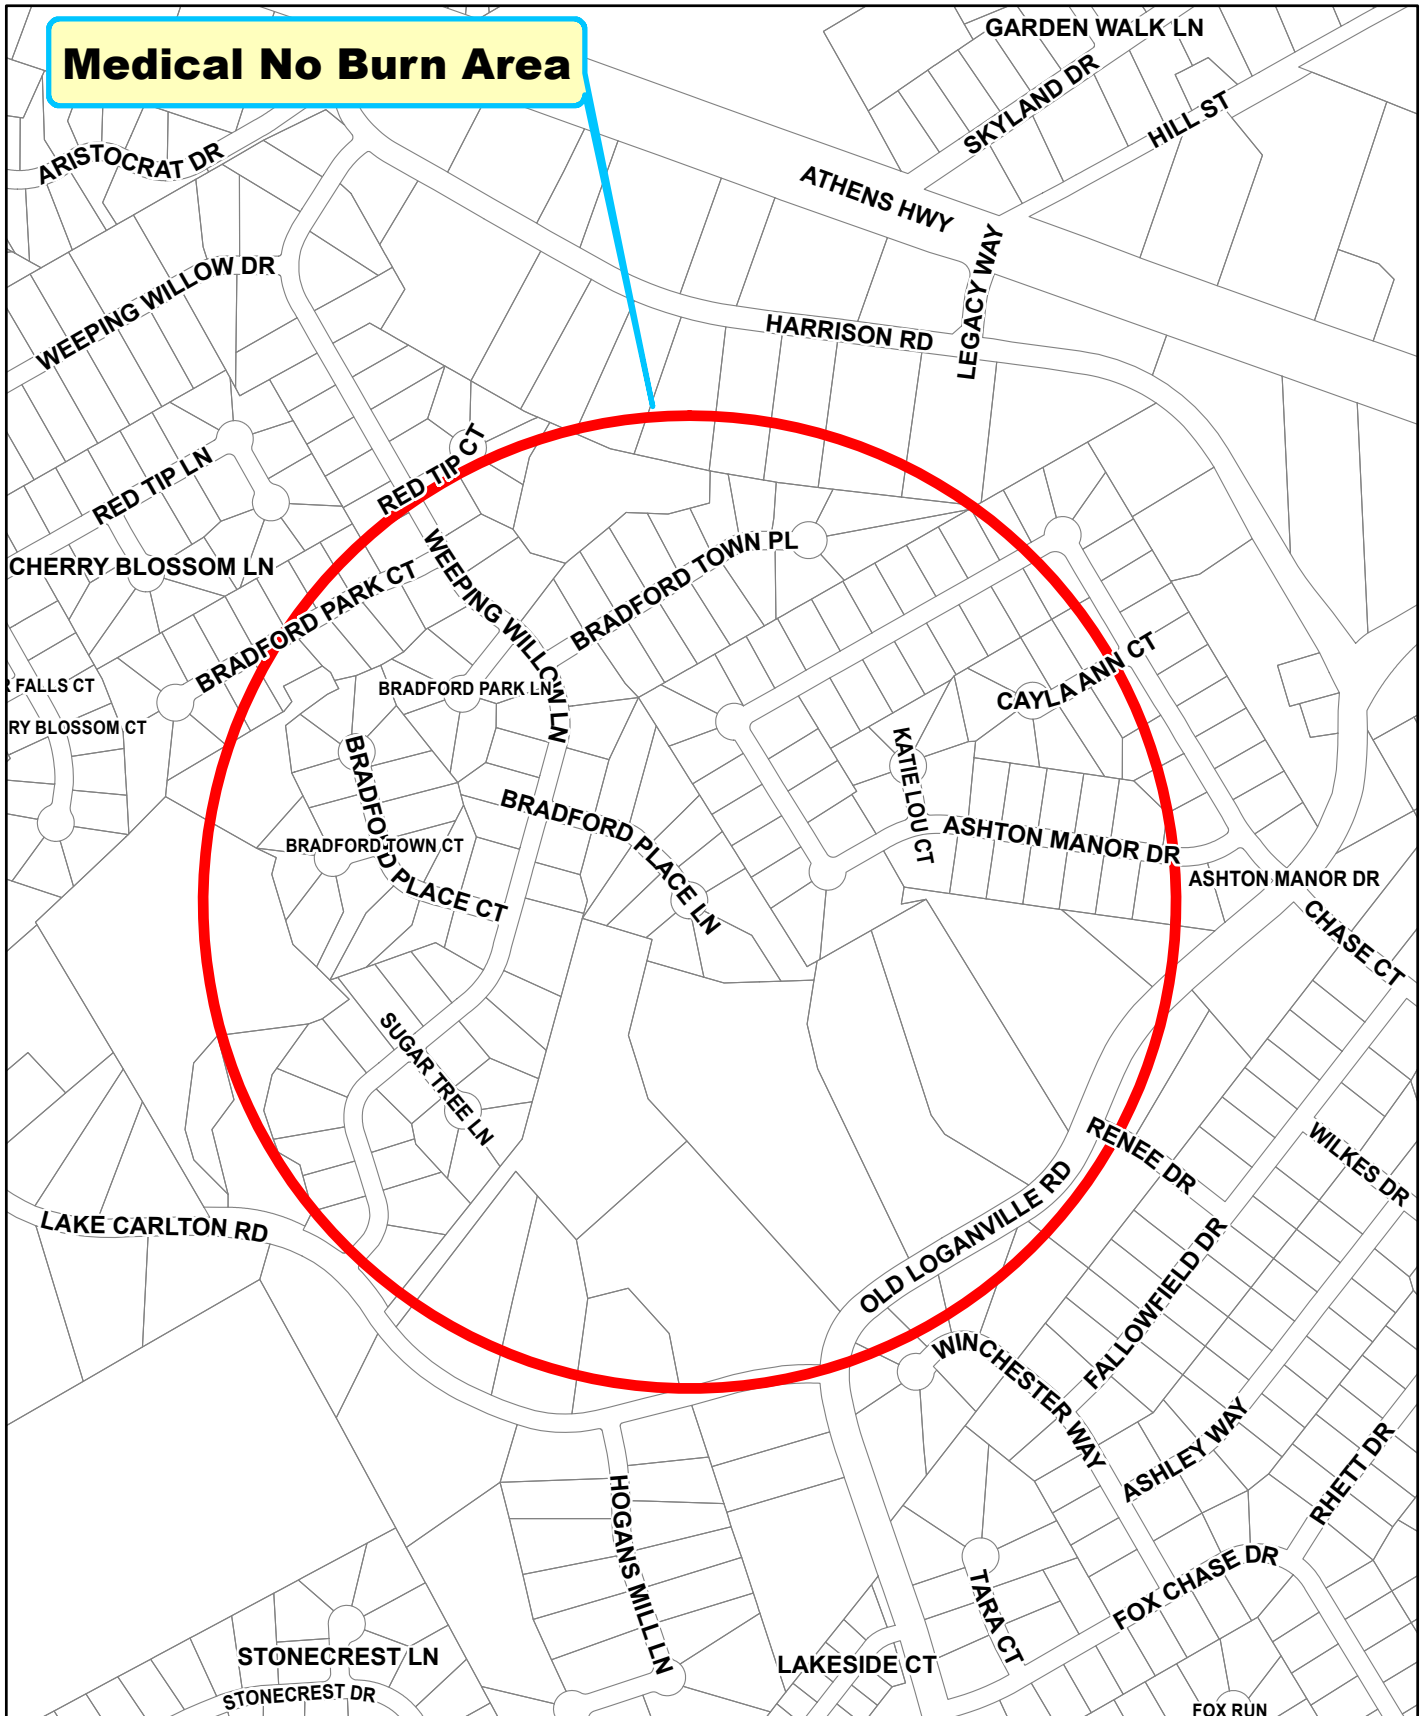 Medical No Burn Area
GARDEN WALK LN
SKYLAND DR
HILL ST
ARISTOCRAT DR
ATHENS HWY
LEGACY WAY
WEEPING WILLOW DR
HARRISON RD
RED TIP CT
RED TIP LN
CHERRY BLOSSOM LN
WEEPING WILLOW LN
BRADFORD TOWN PL
BRADFORD PARK CT
R FALLS CT
BRADFORD PARK LN
CAYLA ANN CT
RY BLOSSOM CT
KATIE LOU CT
BRADFORD PLACE CT
BRADFORD PLACE LN
BRADFORD TOWN CT
ASHTON MANOR DR
ASHTON MANOR DR
CHASE CT
SUGAR TREE LN
RENEE DR
WILKES DR
LAKE CARLTON RD
OLD LOGANVILLE RD
FALLOWFIELD DR
WINCHESTER WAY
ASHLEY WAY
RHETT DR
HOGANS MILL LN
FOX CHASE DR
TARA CT
STONECREST LN
LAKESIDE CT
STONECREST DR
FOX RUN